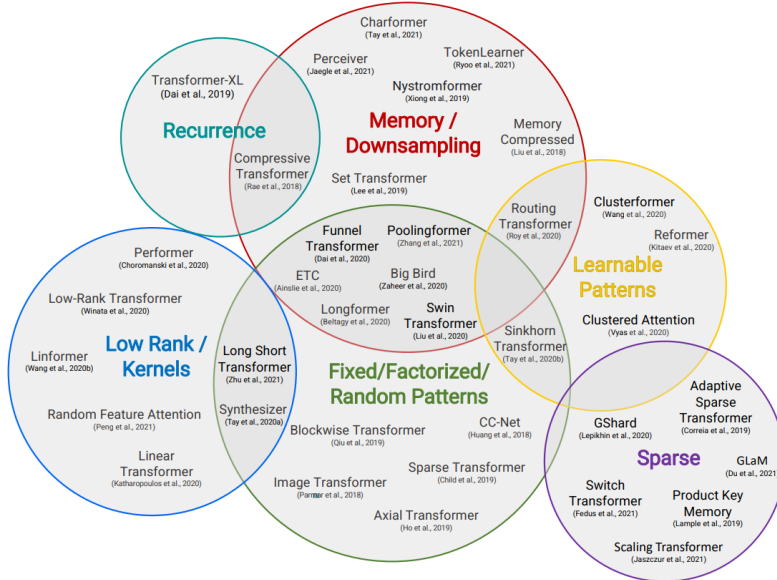 Charformer
(Tay et al., 2021)
Perceiver
(Jaegle et al., 2021)
TokenLearner
(Ryoo et al., 2021)
Transformer-XL
(Dai et al., 2019)
Nystromformer
(Xiong et al., 2019)
Recurrence
Memory /
Downsampling
Memory
Compressed
(Liu et al., 2018)
Compressive
Transformer
(Rae et al., 2018)
Set Transformer
(Lee et al., 2019)
Clusterformer
(Wang et al., 2020)
Routing
Transformer
(Roy et al., 2020)
Reformer
(Kitaev et al., 2020)
Funnel
Transformer
(Dai et al., 2020)
Poolingformer
(Zhang et al., 2021)
Performer
(Choromanski et al., 2020)
Learnable
Patterns
ETC
(Ainslie et al., 2020)
Big Bird
(Zaheer et al., 2020)
Low-Rank Transformer
(Winata et al., 2020)
Longformer
(Beltagy et al., 2020)
Swin
Transformer
(Liu et al., 2020)
Sinkhorn
Transformer
(Tay et al., 2020b)
Clustered Attention
(Vyas et al., 2020)
Low Rank /
Kernels
Linformer
(Wang et al., 2020b)
Long Short
Transformer
(Zhu et al., 2021)
Fixed/Factorized/
Random Patterns
Adaptive
Sparse
Transformer
(Correia et al., 2019)
Random Feature Attention
(Peng et al., 2021)
Synthesizer
(Tay et al., 2020a)
Blockwise Transformer
(Qiu et al., 2019)
CC-Net
(Huang et al., 2018)
GShard
(Lepikhin et al., 2020)
Sparse
GLaM
(Du et al., 2021)
Linear
Transformer
(Katharopoulos et al., 2020)
Image Transformer
(Parmar et al., 2018)
Sparse Transformer
(Child et al., 2019)
Switch
Transformer
(Fedus et al., 2021)
Product Key
Memory
(Lample et al., 2019)
Axial Transformer
(Ho et al., 2019)
Scaling Transformer
(Jaszczur et al., 2021)